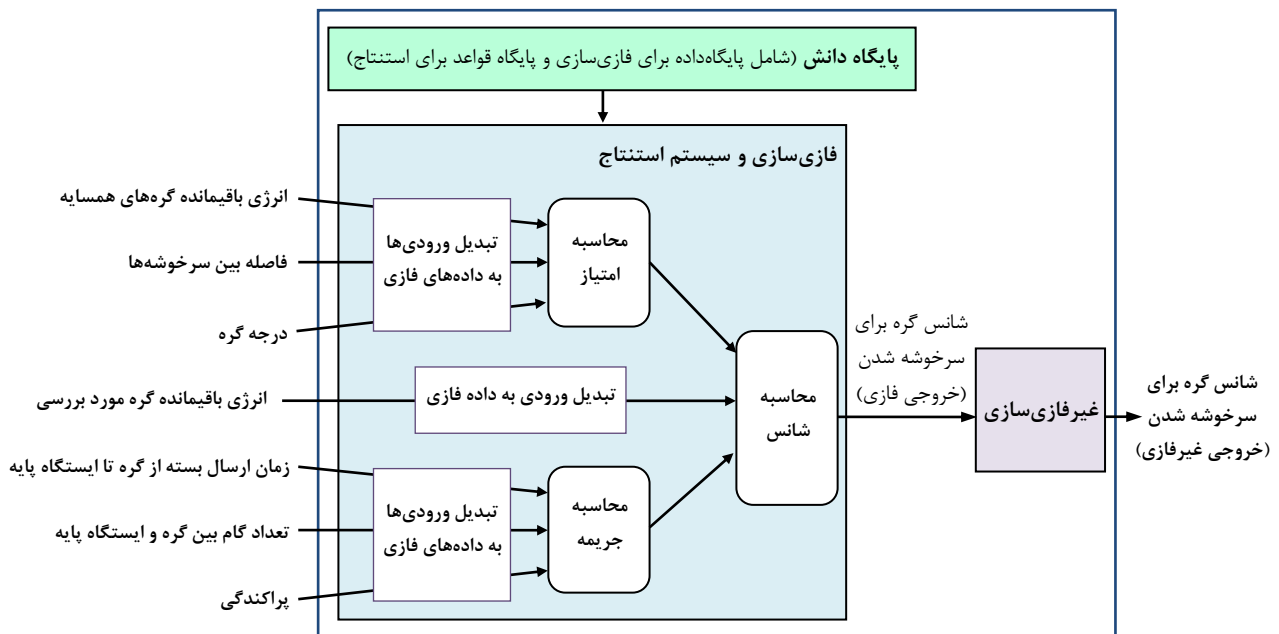 پایگاه دانش (شامل پایگاه‌داده برای فازی‌سازی و پایگاه قواعد برای استنتاج)
فازی‌سازی و سیستم استنتاج
انرژی باقیمانده گره‌های همسایه
فاصله بین سرخوشه‌ها
درجه گره
تبدیل ورودی‌ها
به داده‌های فازی
محاسبه
امتیاز
انرژی باقیمانده گره مورد بررسی
تبدیل ورودی به داده فازی
زمان ارسال بسته از گره تا ایستگاه پایه
تعداد گام بین گره و ایستگاه پایه
پراکندگی
تبدیل ورودی‌ها
به داده‌های فازی
محاسبه
جریمه
محاسبه
شانس
شانس گره برای
سرخوشه شدن
(خروجی فازی)
غیرفازی‌سازی
شانس گره برای
سرخوشه شدن
(خروجی غیرفازی)